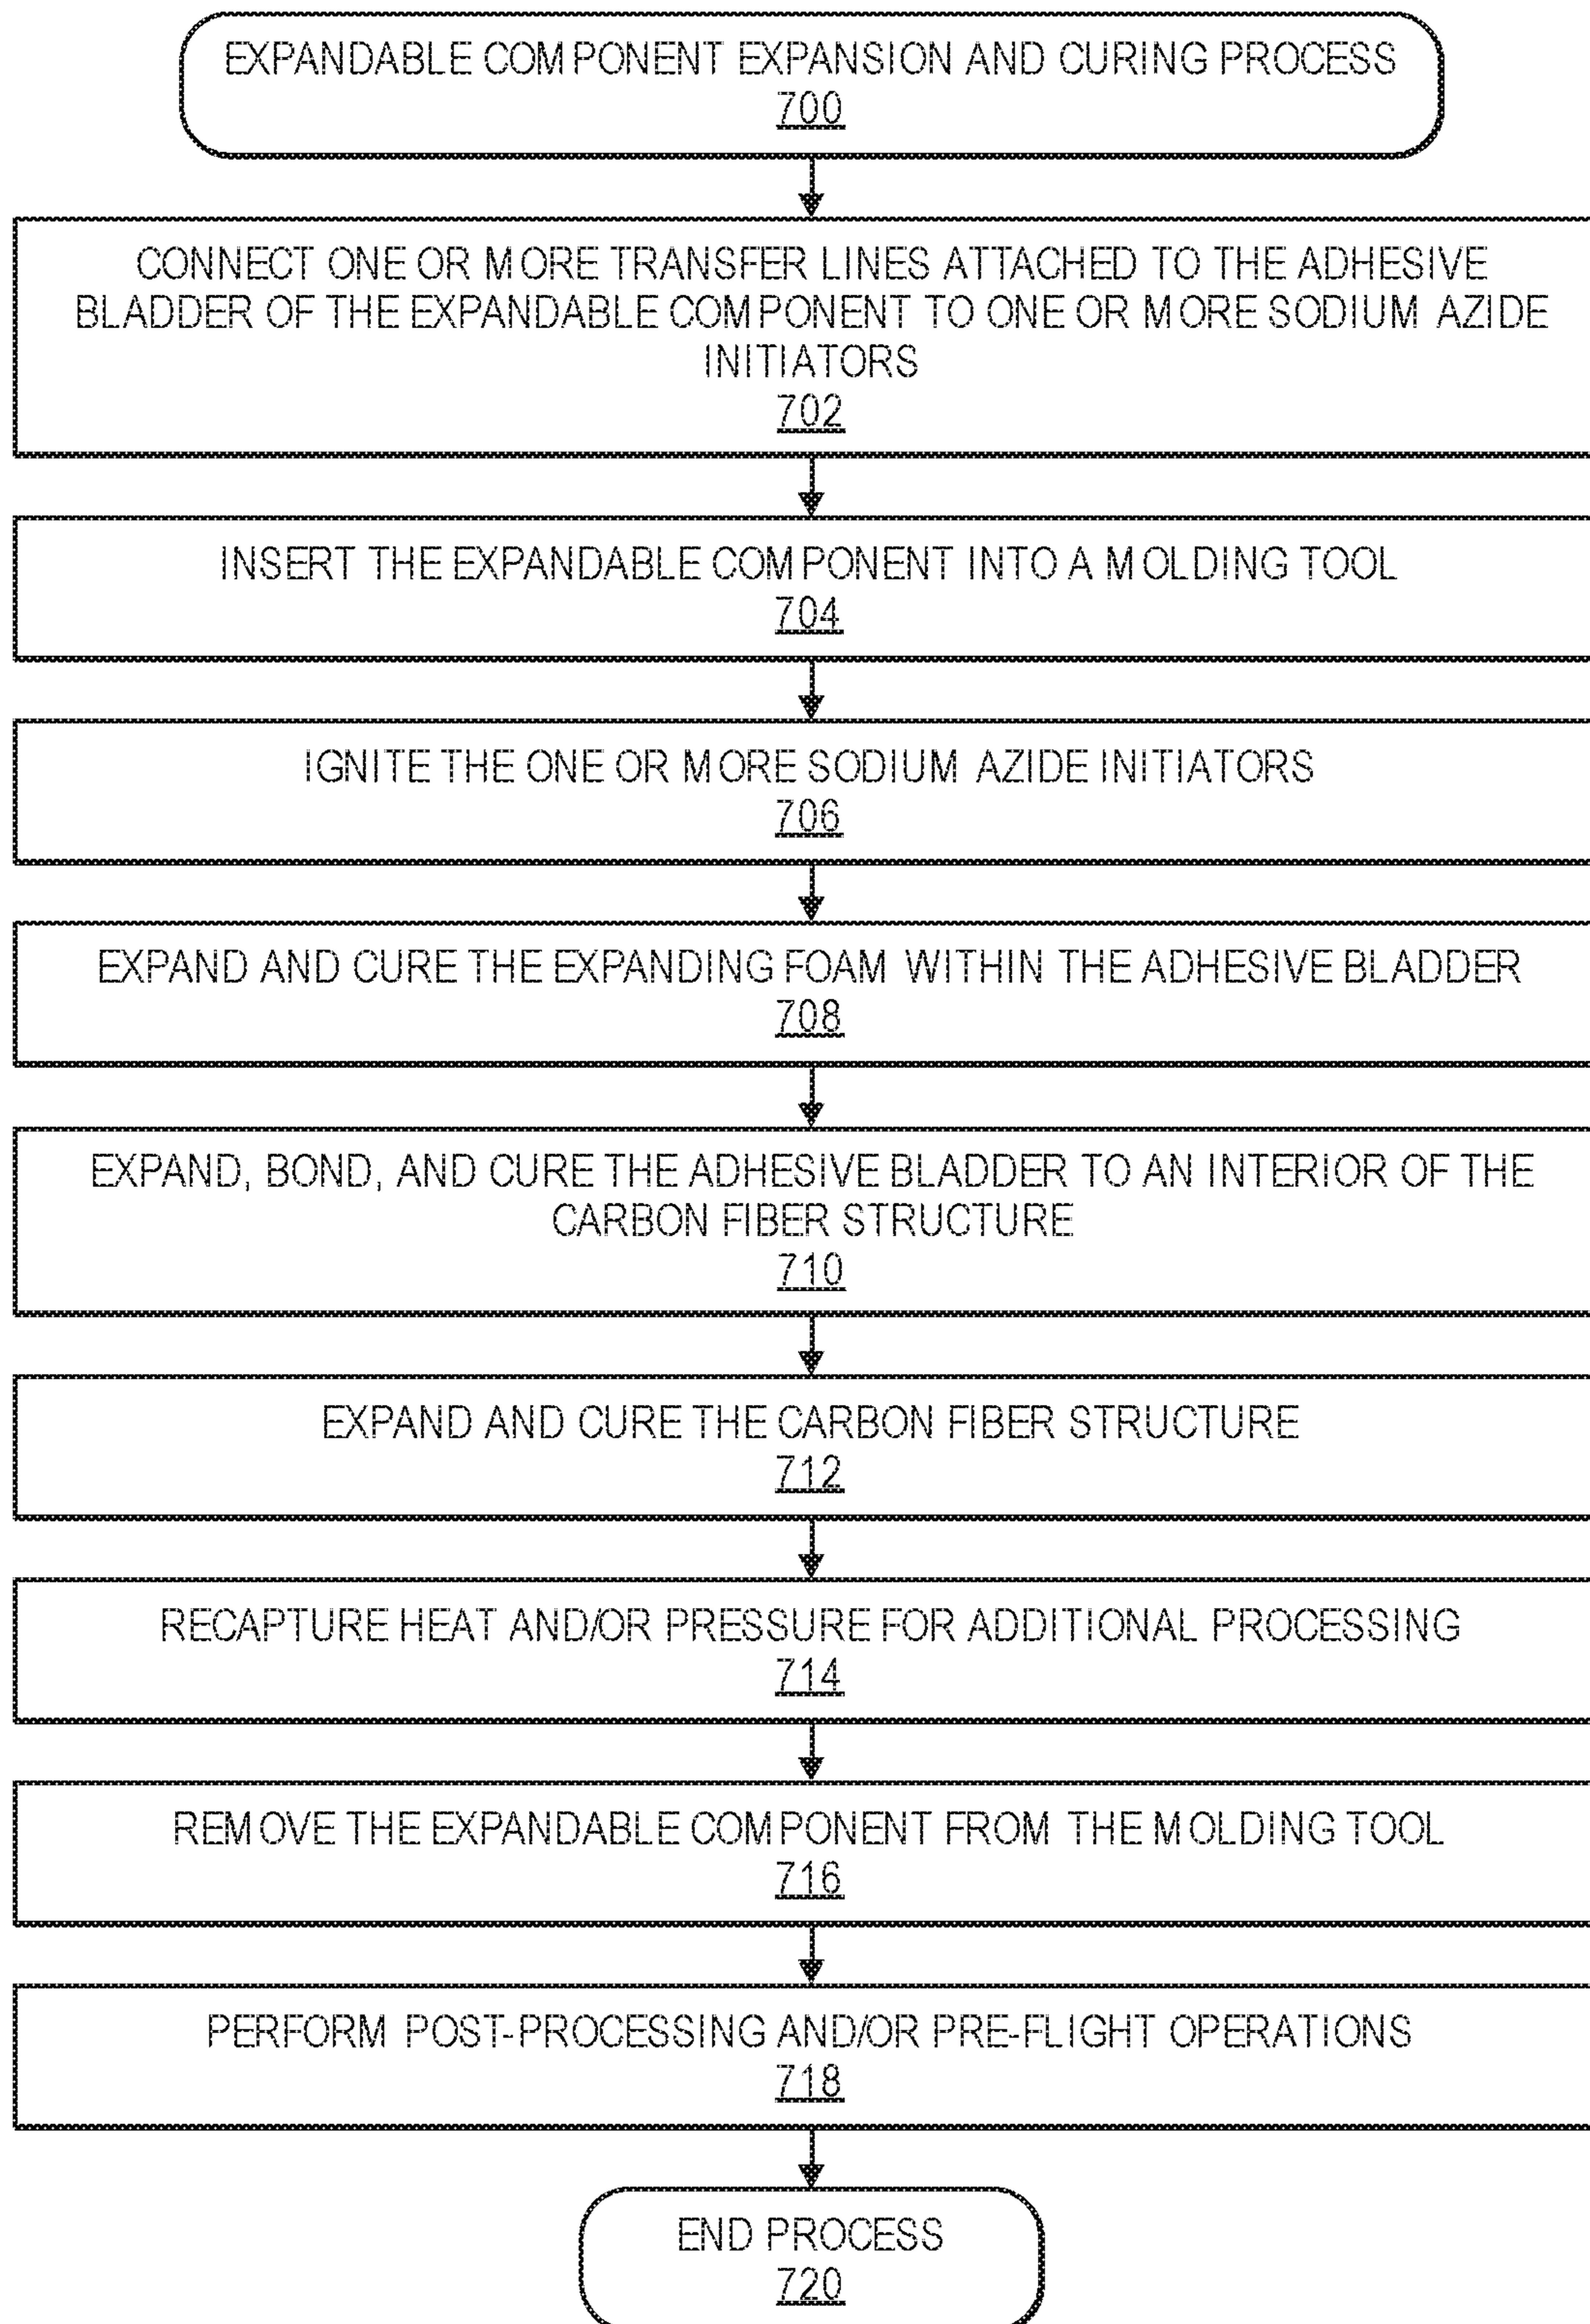 EXPANDABLE COMPONENT EXPANSION AND CURING PROCESS
700
CONNECT ONE OR MORE TRANSFER LINES ATTACHED TO THE ADHESIVE
BLADDER OF THE EXPANDABLE COMPONENT TO ONE OR MORE SODIUM AZIDE
INITIATORS
702
INSERT THE EXPANDABLE COMPONENT INTO A MOLDING TOOL
704
IGNITE THE ONE OR MORE SODIUM AZIDE INITIATORS
706
EXPAND AND CURE THE EXPANDING FOAM WITHIN THE ADHESIVE BLADDER
708
EXPAND, BOND, AND CURE THE ADHESIVE BLADDER TO AN INTERIOR OF THE
CARBON FIBER STRUCTURE
710
EXPAND AND CURE THE CARBON FIBER STRUCTURE
712
RECAPTURE HEAT AND/OR PRESSURE FOR ADDITIONAL PROCESSING
714
REMOVE THE EXPANDABLE COMPONENT FROM THE MOLDING TOOL
716
PERFORM POST-PROCESSING AND/OR PRE-FLIGHT OPERATIONS
718
END PROCESS
720